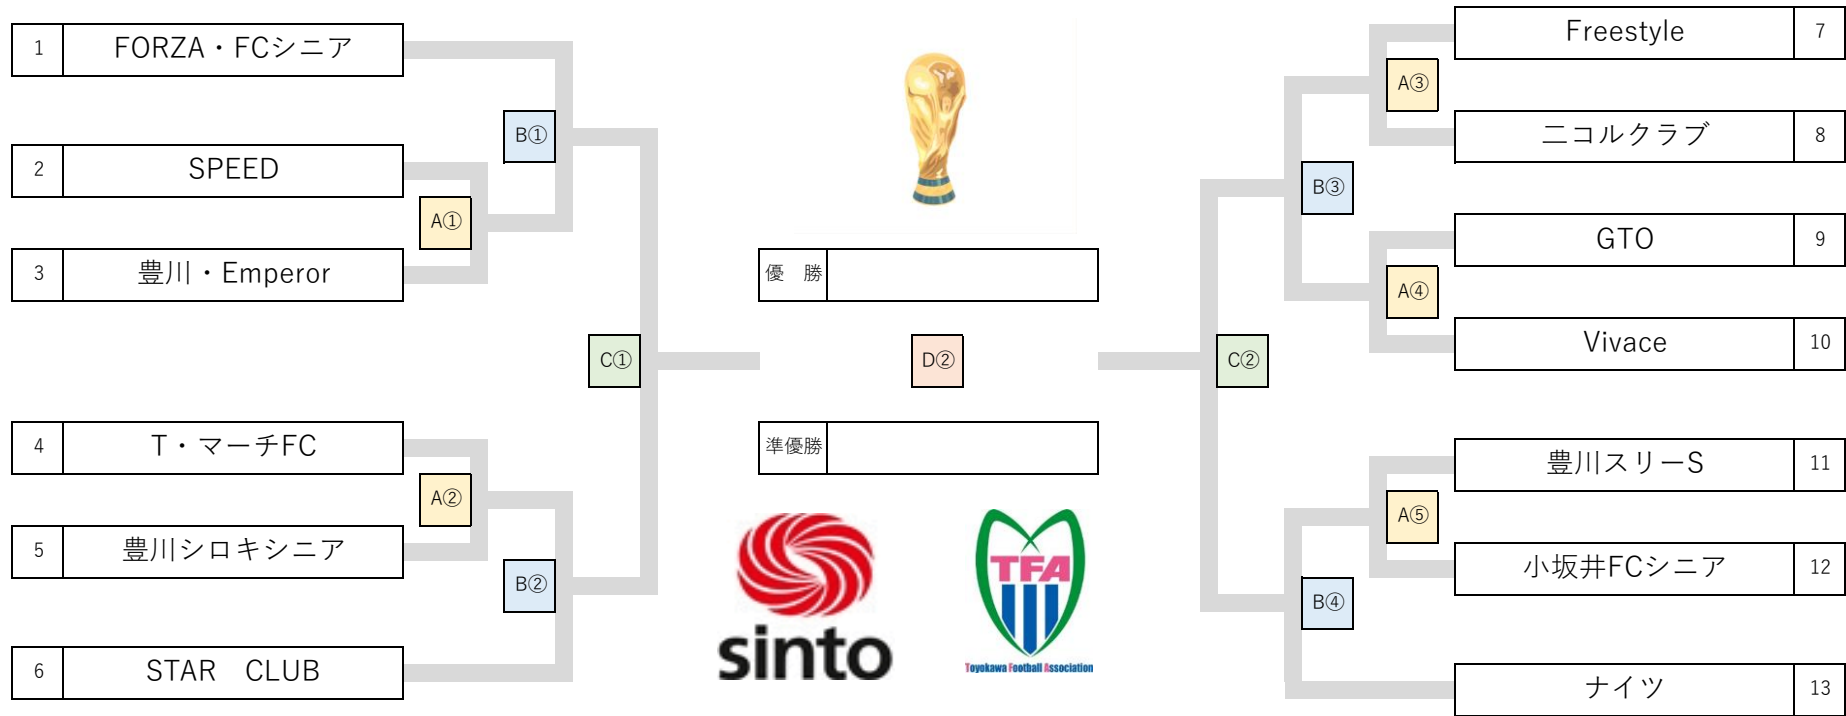 1 FORZA・FCシニア
2 SPEED
3 豊川・Emperor
4 T・マーチFC
5 豊川シロキシニア
6 STAR　CLUB
A①
A②
B①
B②
C①
優　勝
D②
準優勝
sinto
TFA
Toyokawa Football Association
C②
B③
B④
A③
A④
A⑤
Freestyle 7
ニコルクラブ 8
GTO 9
Vivace 10
豊川スリーS 11
小坂井FCシニア 12
ナイツ 13